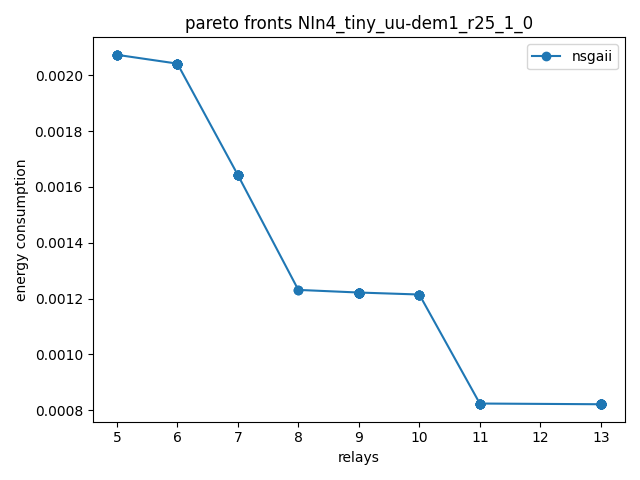 pareto fronts NIn4_tiny_uu-dem1_r25_1_0
nsgaii
energy consumption
0.0020
0.0018
0.0016
0.0014
0.0012
0.0010
0.0008
5 6 7 8 9 10 11 12 13
relays